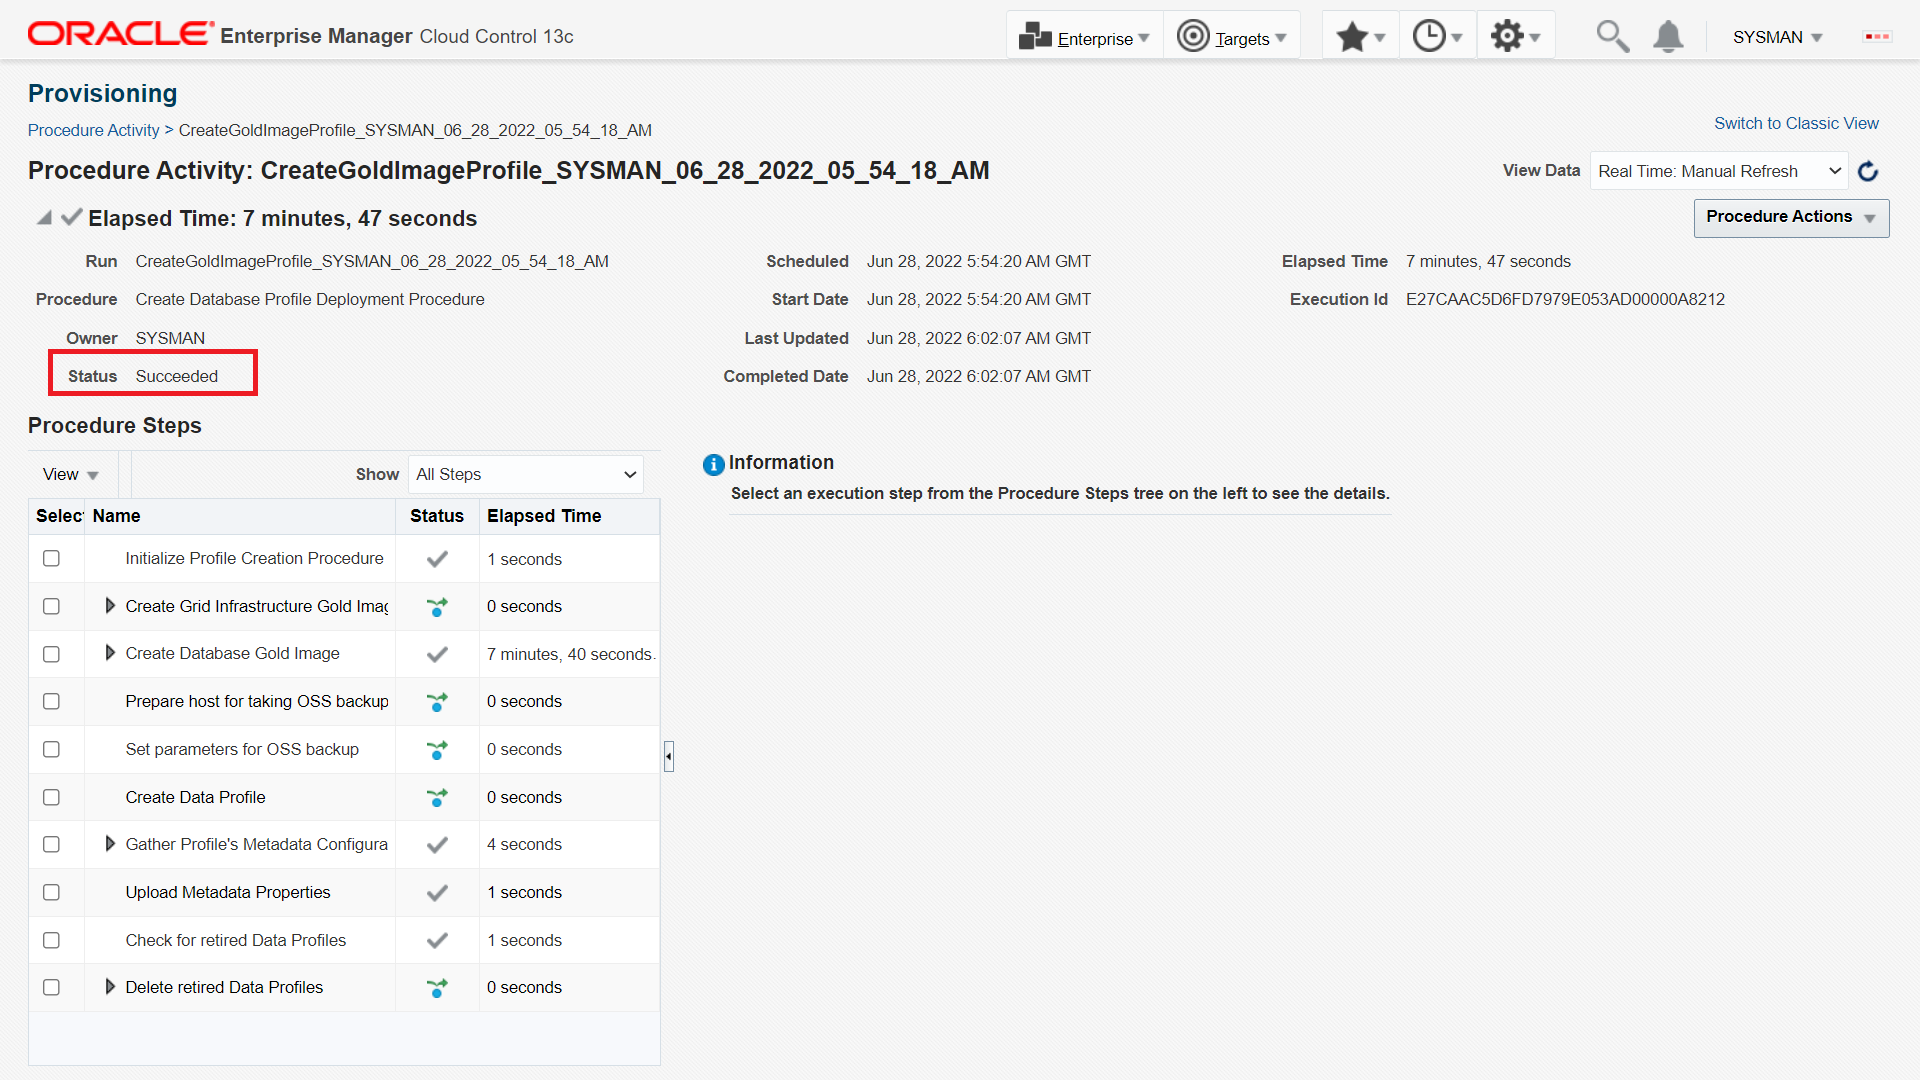 ORACLE Enterprise Manager Cloud Control 13c
Enterprise
Targets
SYSMAN
Provisioning
Procedure Activity > CreateGoldImageProfile_SYSMAN_06_28_2022_05_54_18_AM
Switch to Classic View
Procedure Activity: CreateGoldImageProfile_SYSMAN_06_28_2022_05_54_18_AM
View Data Real Time: Manual Refresh
Elapsed Time: 7 minutes, 47 seconds
Procedure Actions
Run CreateGoldImageProfile_SYSMAN_06_28_2022_05_54_18_AM
Procedure Create Database Profile Deployment Procedure
Owner SYSMAN
Status Succeeded
Scheduled Jun 28, 2022 5:54:20 AM GMT
Start Date Jun 28, 2022 5:54:20 AM GMT
Last Updated Jun 28, 2022 6:02:07 AM GMT
Completed Date Jun 28, 2022 6:02:07 AM GMT
Elapsed Time 7 minutes, 47 seconds
Execution Id E27CAAC5D6FD7979E053AD00000A8212
Procedure Steps
View
Show All Steps
Selec Name Status Elapsed Time
Initialize Profile Creation Procedure 1 seconds
Create Grid Infrastructure Gold Imag 0 seconds
Create Database Gold Image 7 minutes, 40 seconds.
Prepare host for taking OSS backup 0 seconds
Set parameters for OSS backup 0 seconds
Create Data Profile 0 seconds
Gather Profile's Metadata Configura 4 seconds
Upload Metadata Properties 1 seconds
Check for retired Data Profiles 1 seconds
Delete retired Data Profiles 0 seconds
Information
Select an execution step from the Procedure Steps tree on the left to see the details.